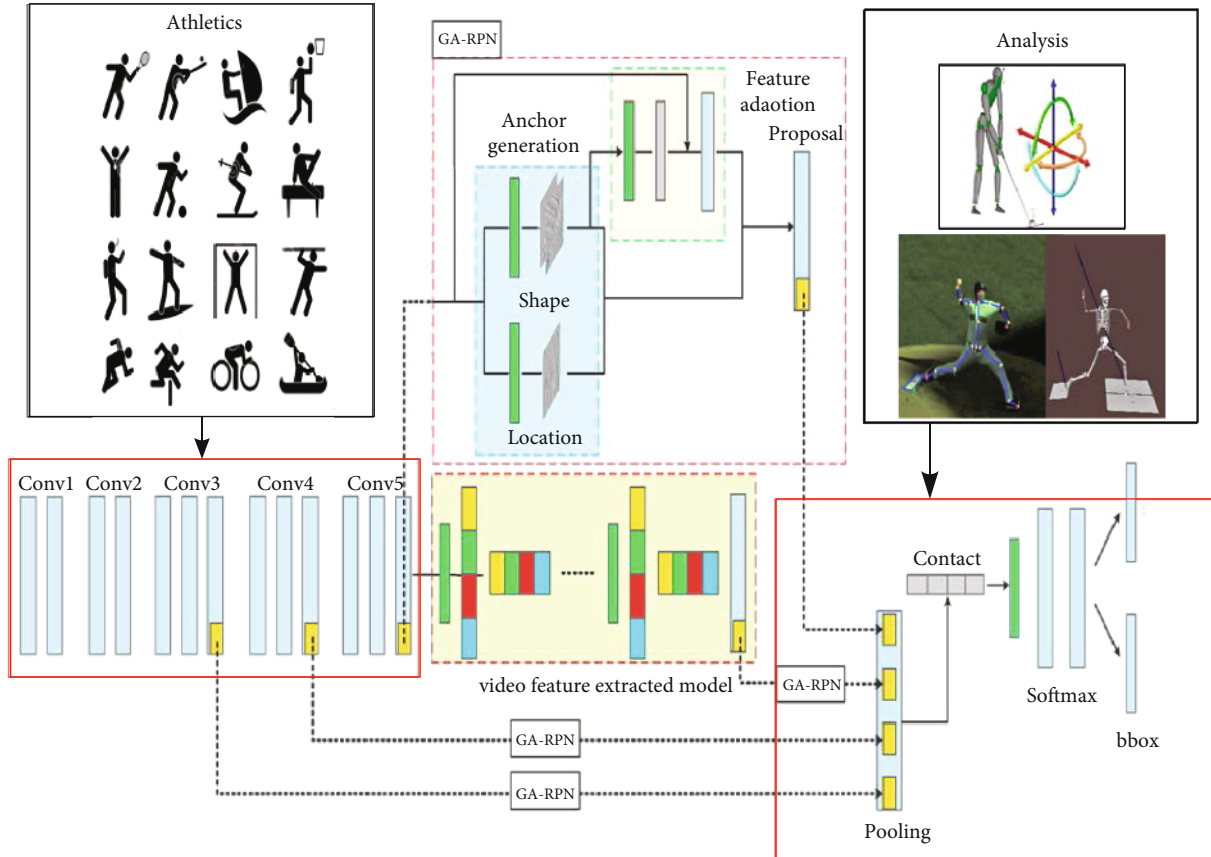 Athletics
GA-RPN
Analysis
Feature
adaotion
Proposal
Anchor
generation
Shape
Location
Conv1
Conv2
Conv3
Conv4
Conv5
Contact
video feature extracted model
GA-RPN
Softmax
GA-RPN
bbox
GA-RPN
Pooling